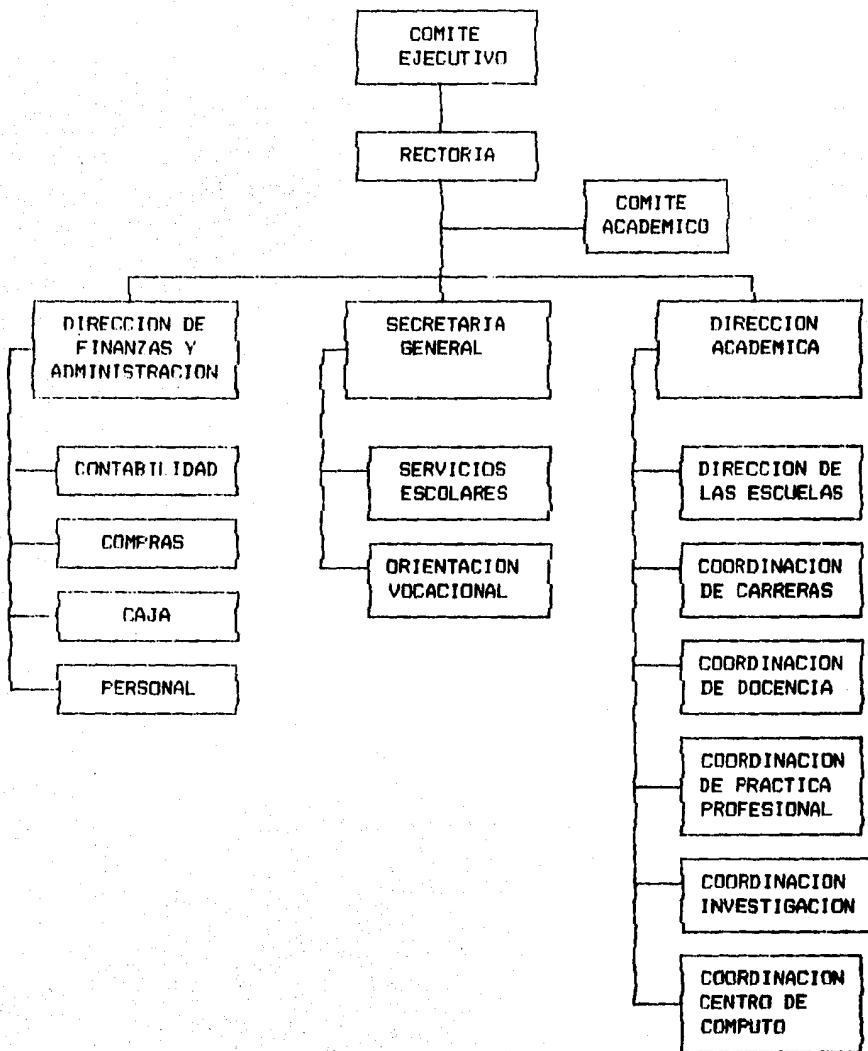 COMITE
EJECUTIVO
RECTORIA
COMITE
ACADEMICO
DIRECCION DE
FINANZAS Y
ADMINISTRACION
CONTABILIDAD
COMPRAS
CAJA
PERSONAL
SECRETARIA
GENERAL
SERVICIOS
ESCOLARES
ORIENTACION
VOCACIONAL
DIRECCION
ACADEMICA
DIRECCION DE
LAS ESCUELAS
COORDINACION
DE CARRERAS
COORDINACION
DE DOCENCIA
COORDINACION
DE PRACTICA
PROFESIONAL
COORDINACION
INVESTIGACION
COORDINACION
CENTRO DE
COMPUTO